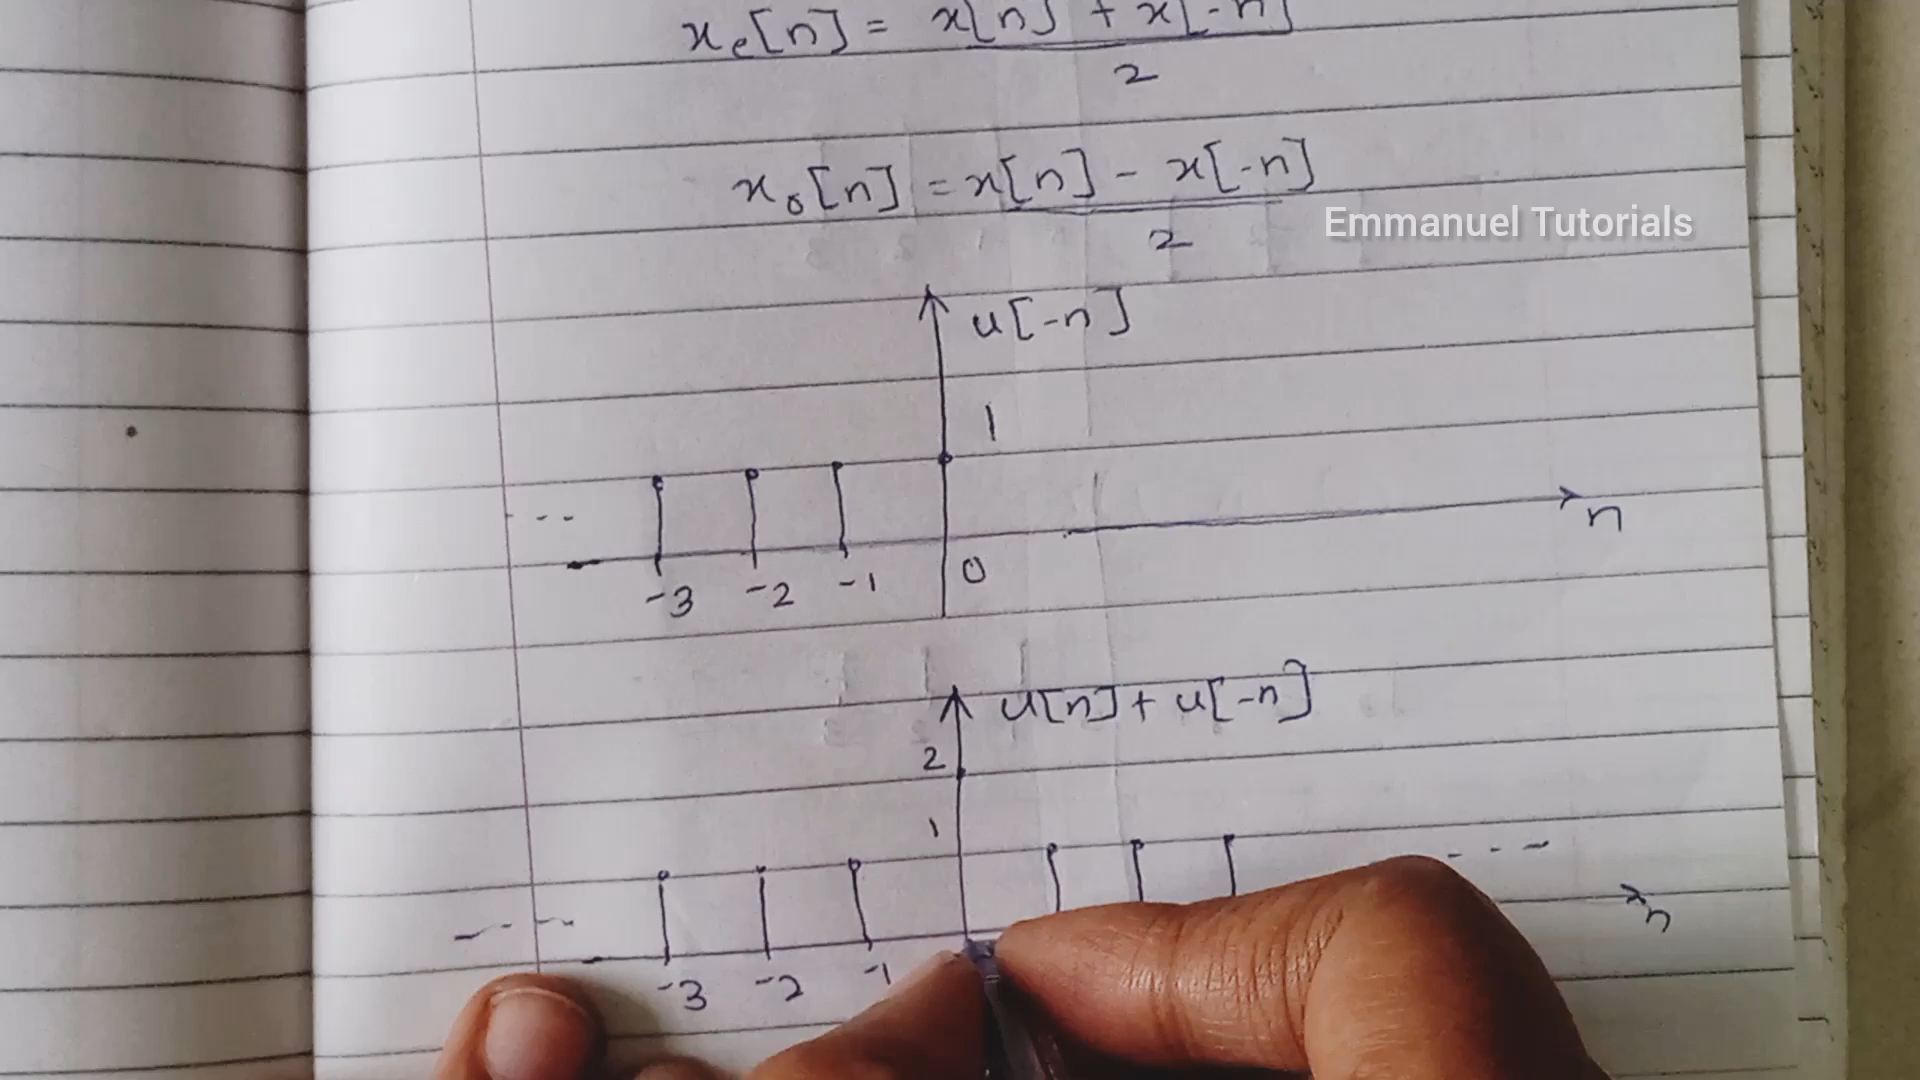 xe[n] = x[n] + x[-n]
2
xo[n] = x[n] - x[-n]
2
Emmanuel Tutorials
u[-n]
1
n
-3 -2 -1 0
u[n] + u[-n]
2
1
n
-3 -2 -1